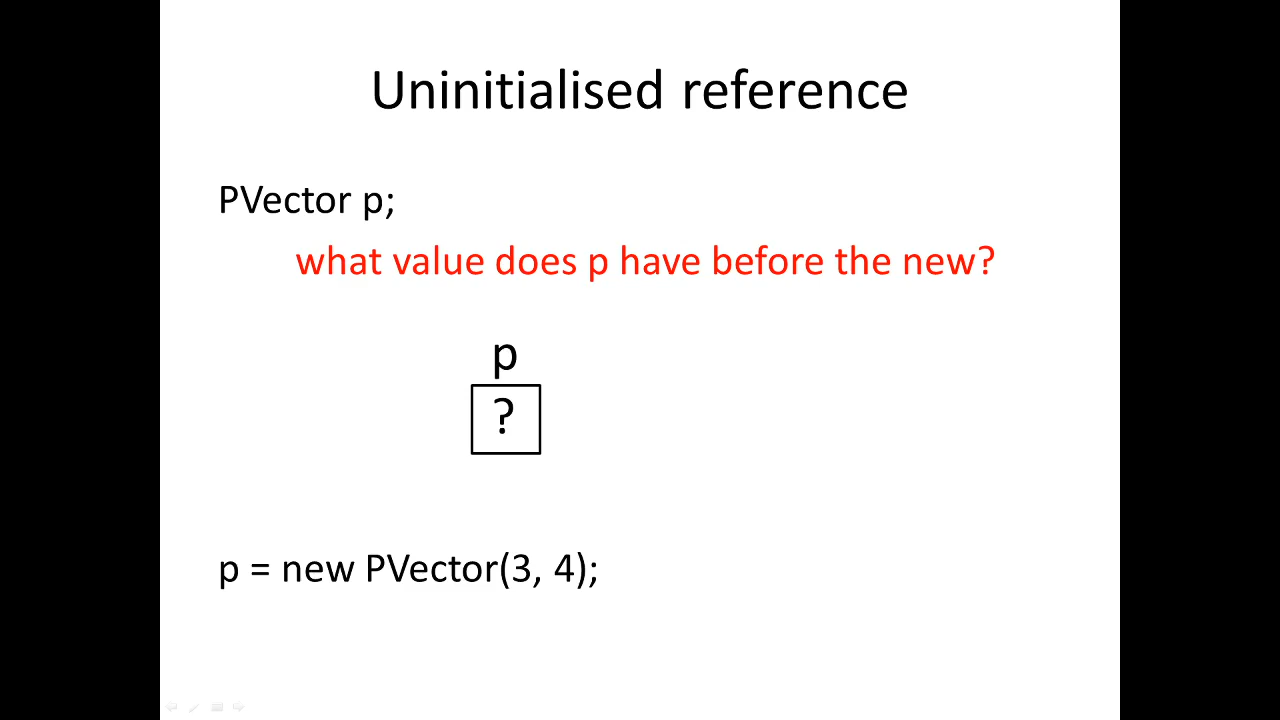 Uninitialised reference
PVector p;
what value does p have before the new?
p
?
p = new PVector(3, 4);